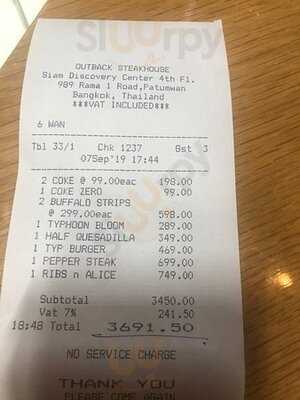 Slurrpy
OUTBACK STEAKHOUSE
Siam Discovery Center 4th Fl.
989 Rama 1 Road,Patumwan
Bangkok, Thailand
***VAT INCLUDED***
6 WAN
Tbl 33/1 Chk 1237 Gst 3
07Sep'19 17:44
2 COKE @ 99.00eac 198.00
1 COKE ZERO 99.00
2 BUFFALO STRIPS
@ 299.00eac 598.00
1 TYPHOON BLOOM 289.00
1 HALF QUESADILLA 349.00
1 TYP BURGER 469.00
1 PEPPER STEAK 699.00
1 RIBS n ALICE 749.00
Subtotal 3450.00
Vat 7% 241.50
18:48 Total 3691.50
NO SERVICE CHARGE
THANK YOU
PLEASE COME AGAIN